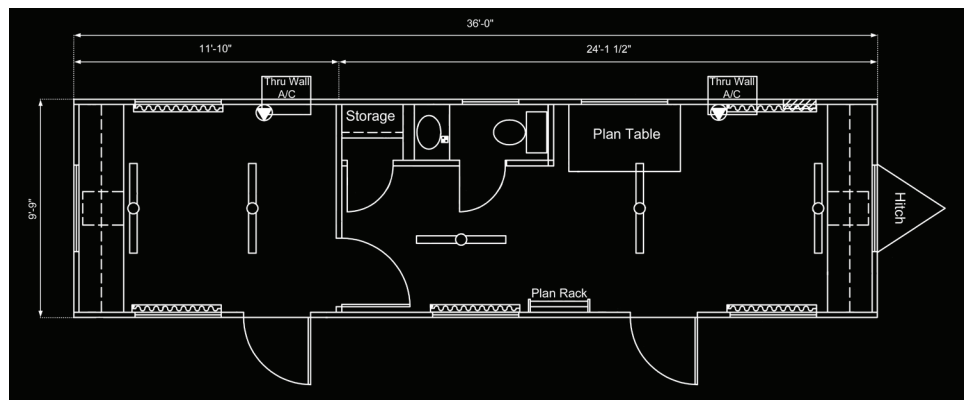 36'-0"
11'-10"
24'-1 1/2"
Thru Wall
A/C
Thru Wall
A/C
Storage
Plan Table
9'-9"
Hitch
Plan Rack